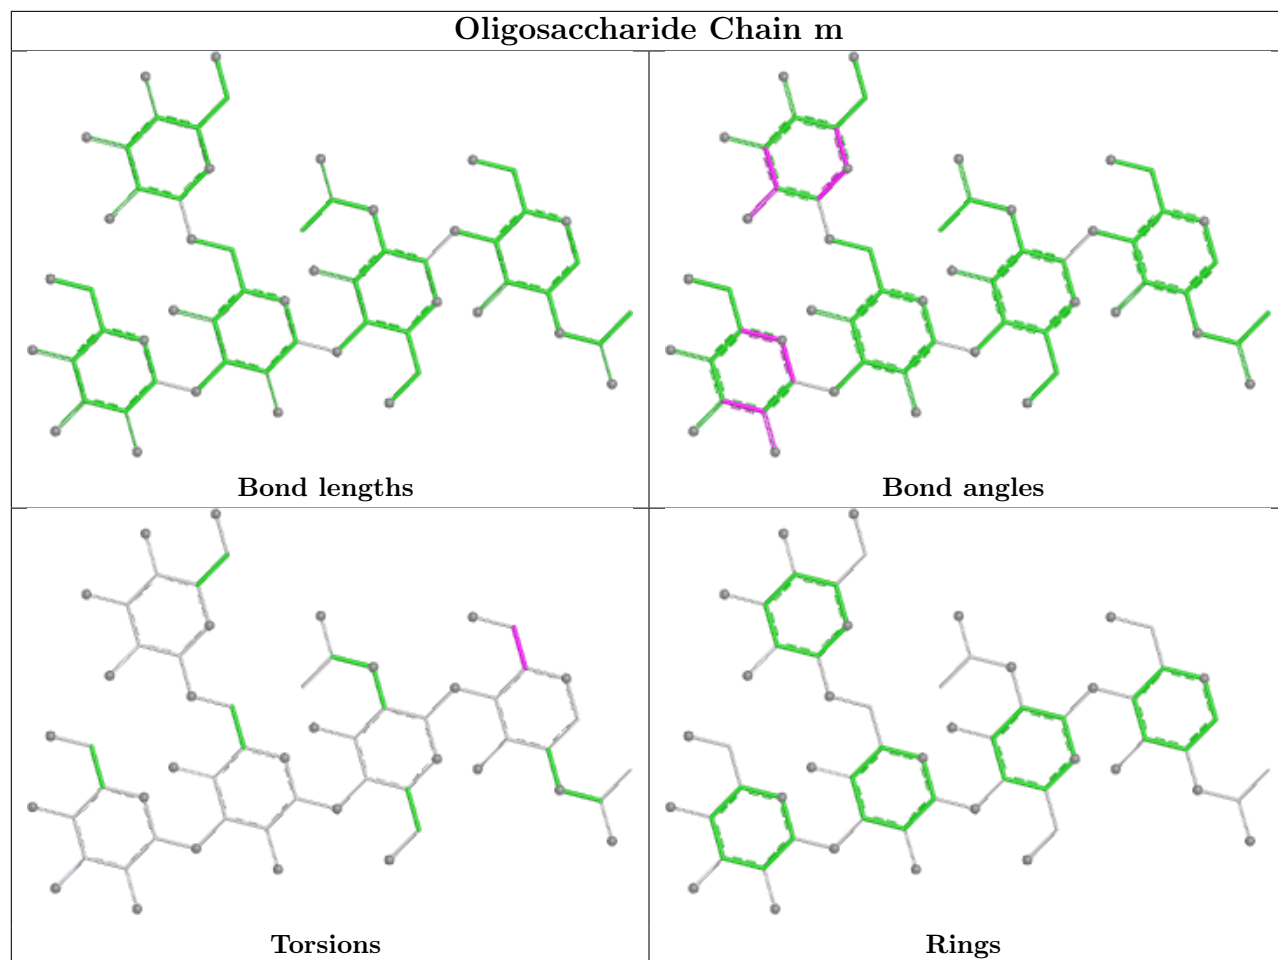 Oligosaccharide Chain m
Bond lengths
Bond angles
Torsions
Rings